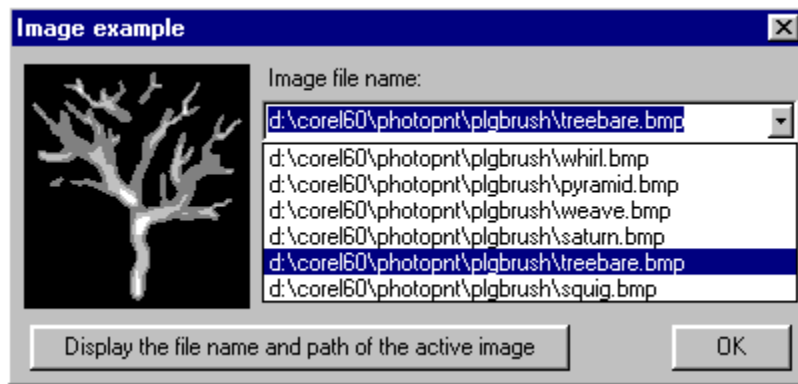 Image example
Image file name:
d:\corel60\photopnt\plgbrush\treebare.bmp
d:\corel60\photopnt\plgbrush\whirl.bmp
d:\corel60\photopnt\plgbrush\pyramid.bmp
d:\corel60\photopnt\plgbrush\weave.bmp
d:\corel60\photopnt\plgbrush\saturn.bmp
d:\corel60\photopnt\plgbrush\treebare.bmp
d:\corel60\photopnt\plgbrush\squig.bmp
Display the file name and path of the active image
OK